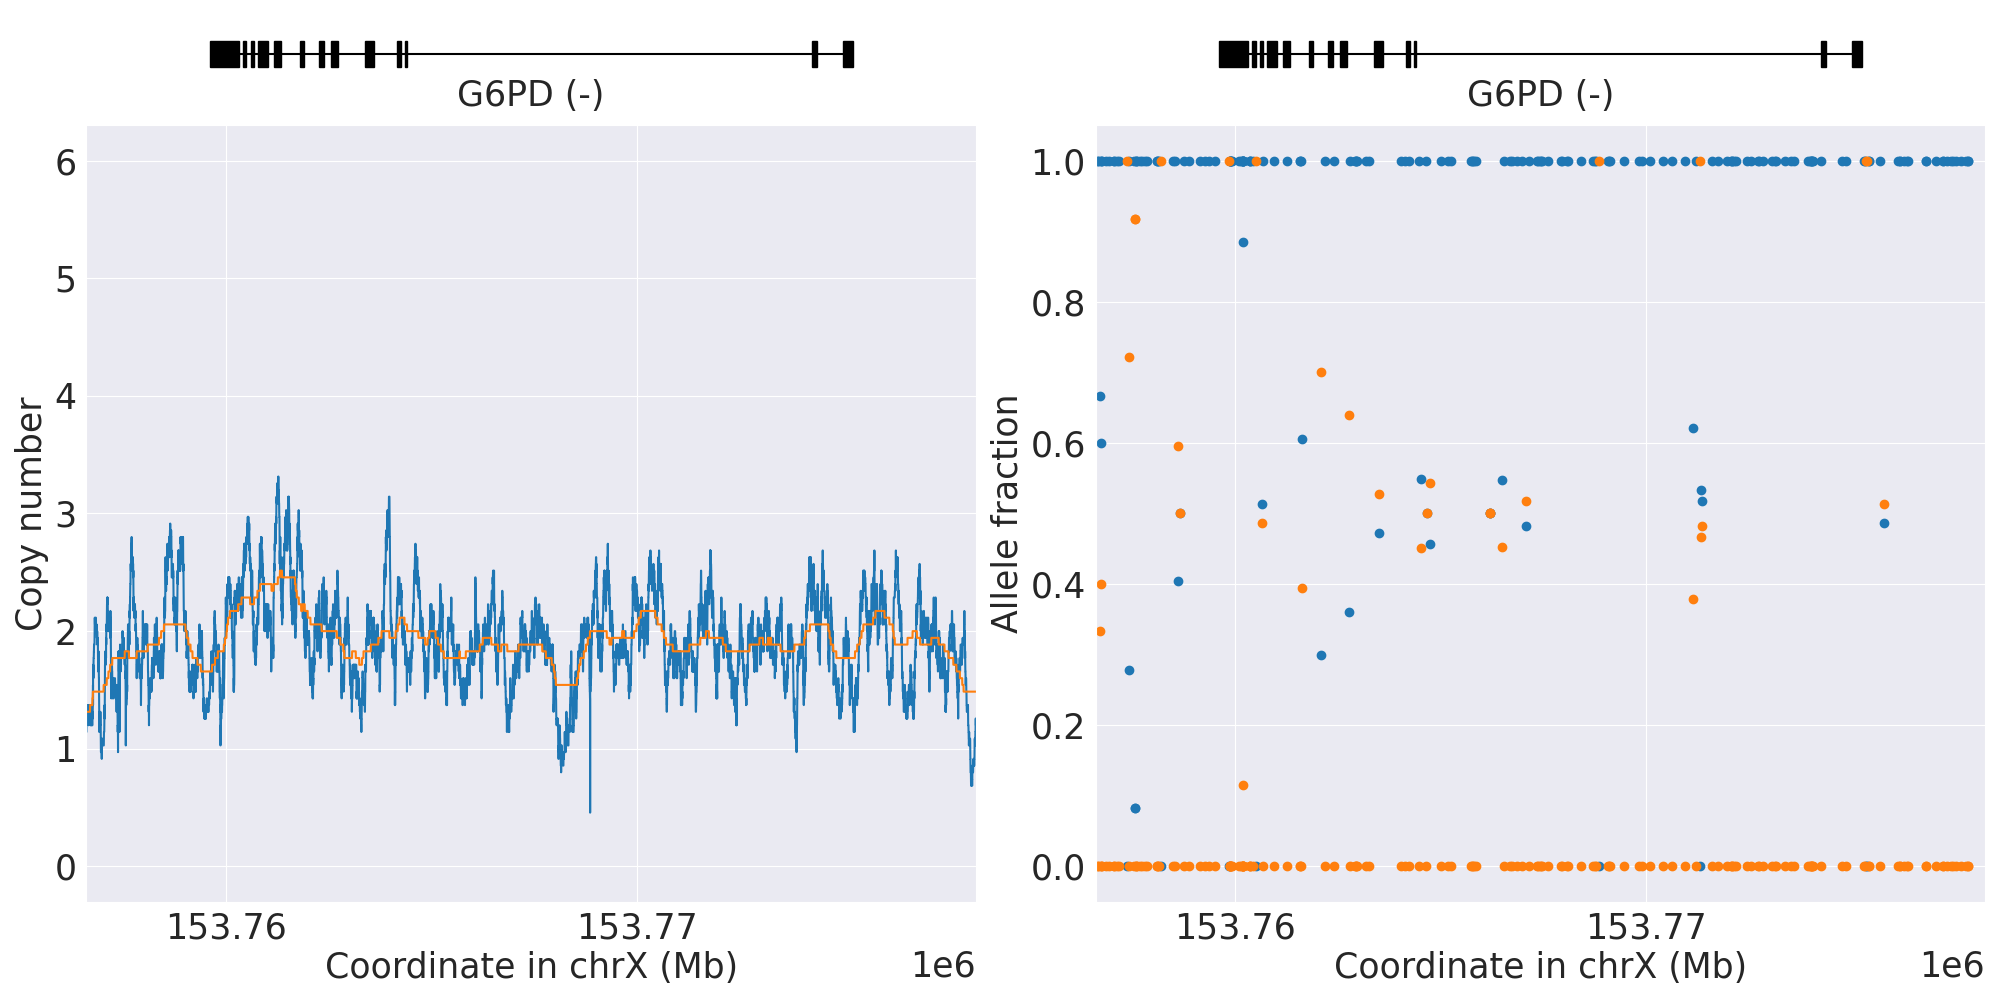 G6PD (-)
6
5
4
3
2
1
0
Copy number
153.76
153.77
Coordinate in chrX (Mb)
1e6
G6PD (-)
1.0
0.8
0.6
0.4
0.2
0.0
Allele fraction
153.76
153.77
Coordinate in chrX (Mb)
1e6